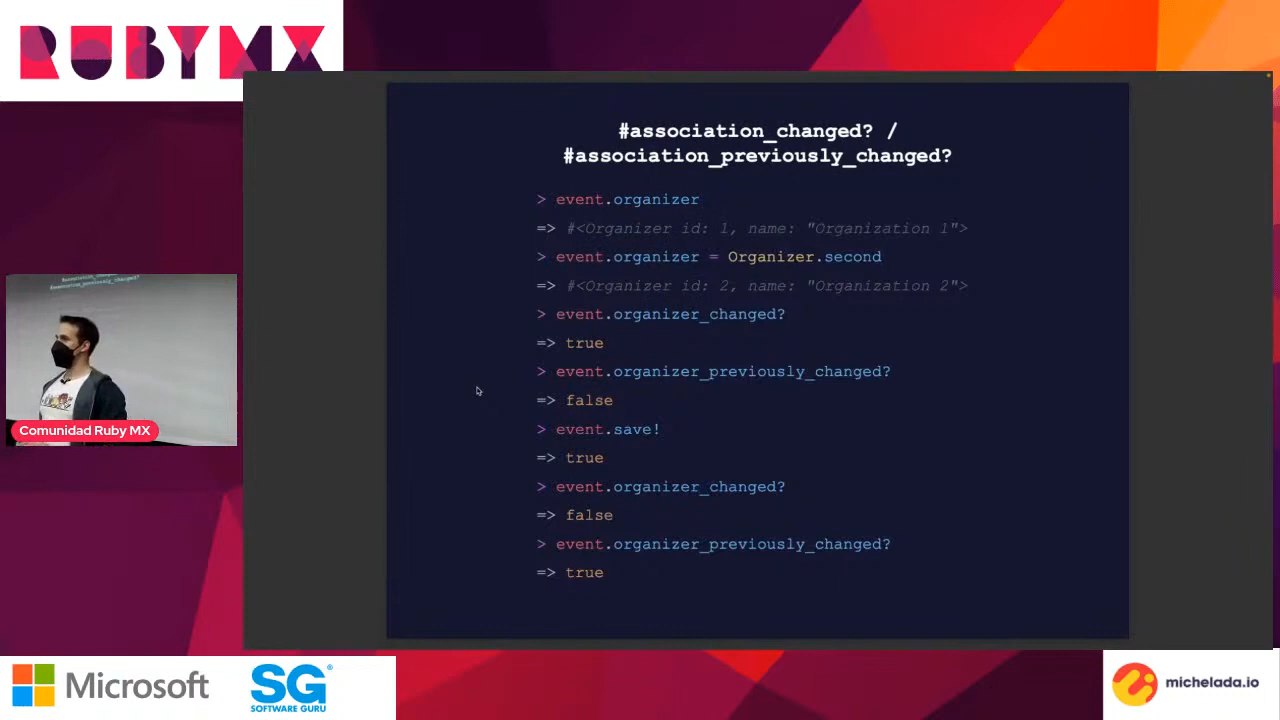 RUBYMX
#association_changed? /
#association_previously_changed?
> event.organizer
=> #<Organizer id: 1, name: "Organization 1">
> event.organizer = Organizer.second
=> #<Organizer id: 2, name: "Organization 2">
> event.organizer_changed?
=> true
> event.organizer_previously_changed?
=> false
> event.save!
=> true
> event.organizer_changed?
=> false
> event.organizer_previously_changed?
=> true
#association_changed? /
#association_previously_changed?
Comunidad Ruby MX
Microsoft
SG®
SOFTWARE GURU
michelada.io